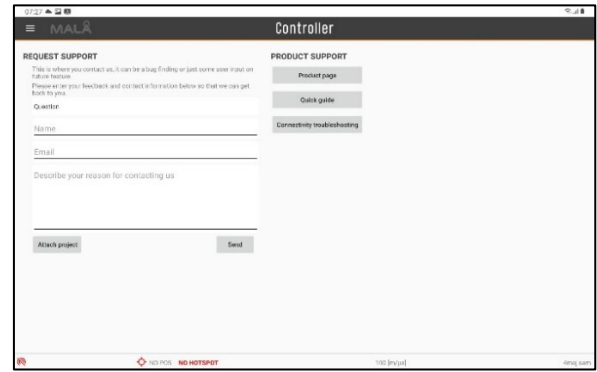 07:27
MALÅ
Controller
REQUEST SUPPORT
This is where you contact us, it can be a bug finding or just some user input on
future feature.
Please enter your feedback and contact information below so that we can get
back to you.
Question
Name
Email
Describe your reason for contacting us
Attach project
Send
PRODUCT SUPPORT
Product page
Quick guide
Connectivity troubleshooting
NO POS NO HOTSPOT